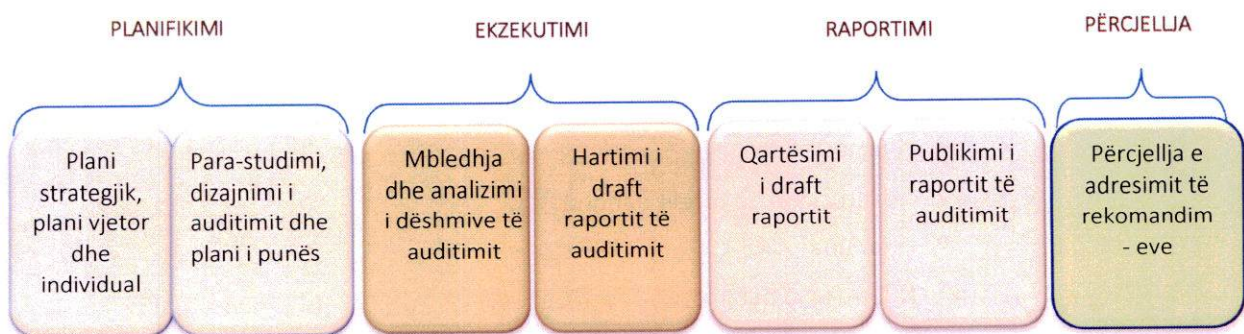 PLANIFIKIMI
EKZEKUTIMI
RAPORTIMI
PËRCJELLJA
Plani
strategjik,
plani vjetor
dhe
individual
Para-studimi,
dizajnimi i
auditimit dhe
plani i punës
Mbledhja
dhe analizimi
i dëshmive të
auditimit
Hartimi i
draft
raportit të
auditimit
Qartësimi
i draft
raportit
Publikimi i
raportit të
auditimit
Përcjellja e
adresimit të
rekomandim
- eve